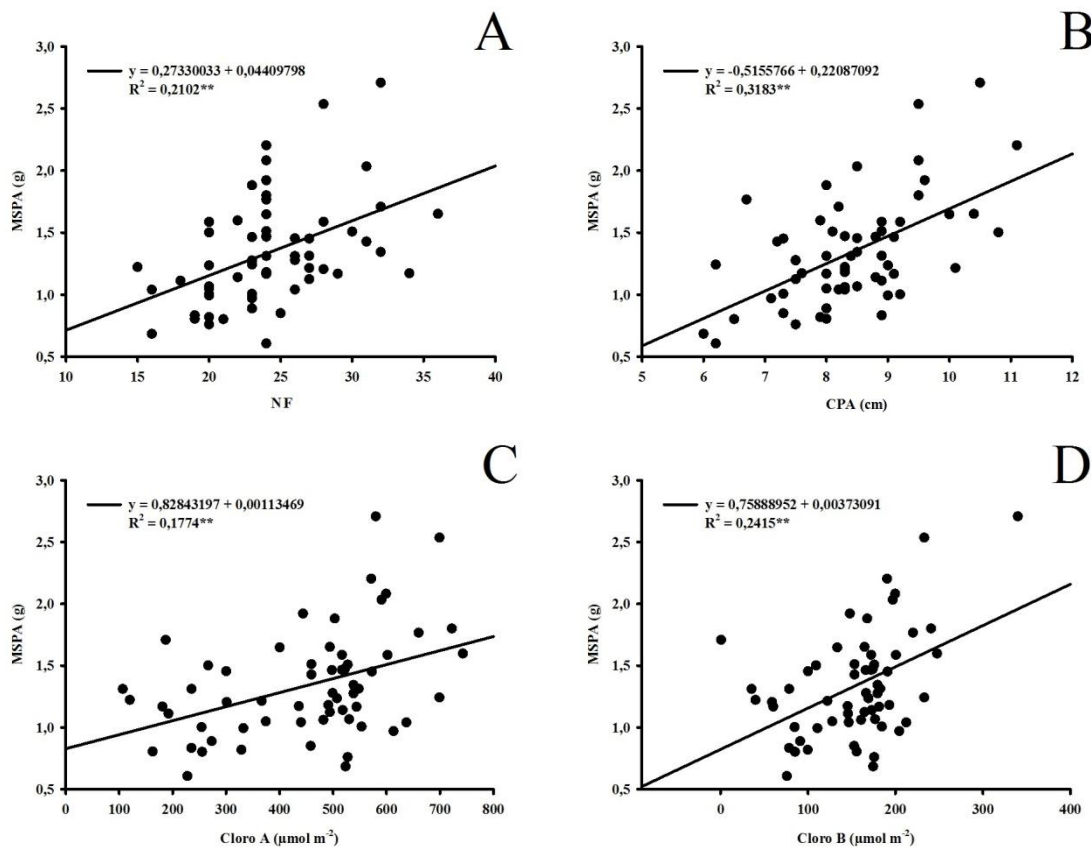 A
y = 0,27330033 + 0,04409798
R² = 0,2102**
MSPA (g)
3,0
2,5
2,0
1,5
1,0
0,5
10 15 20 25 30 35 40
NF
B
y = -0,5155766 + 0,22087092
R² = 0,3183**
MSPA (g)
3,0
2,5
2,0
1,5
1,0
0,5
5 6 7 8 9 10 11 12
CPA (cm)
C
y = 0,82843197 + 0,00113469
R² = 0,1774**
MSPA (g)
3,0
2,5
2,0
1,5
1,0
0,5
0 100 200 300 400 500 600 700 800
Cloro A (µmol m⁻²)
D
y = 0,75888952 + 0,00373091
R² = 0,2415**
MSPA (g)
3,0
2,5
2,0
1,5
1,0
0,5
0 100 200 300 400
Cloro B (µmol m⁻²)